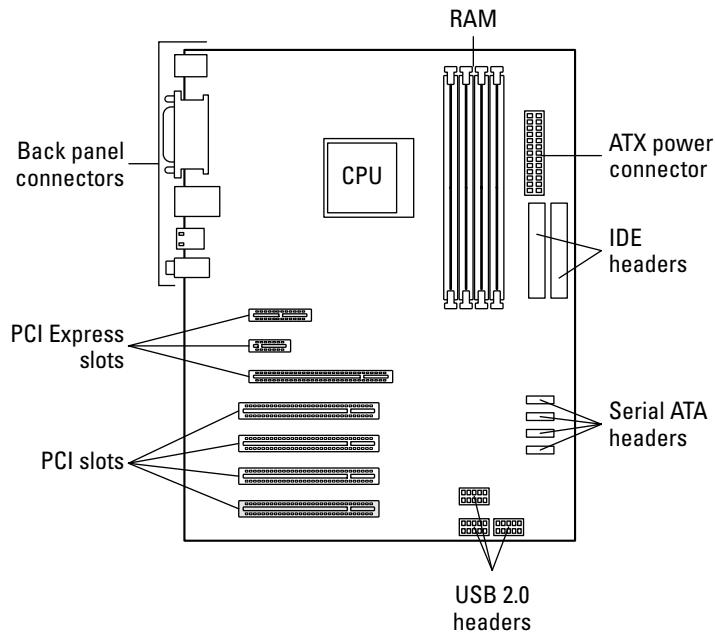 RAM
Back panel
connectors
CPU
ATX power
connector
IDE
headers
PCI Express
slots
Serial ATA
headers
PCI slots
USB 2.0
headers